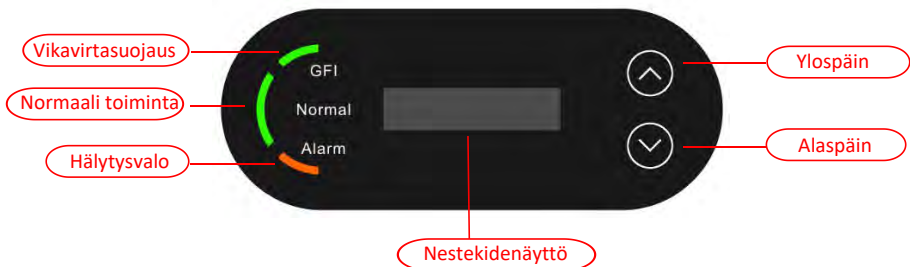 Vikavirtasuojaus
Normaali toiminta
Hälytysvalo
GFI
Normal
Alarm
Ylospäin
Alaspäin
Nestekidenäyttö